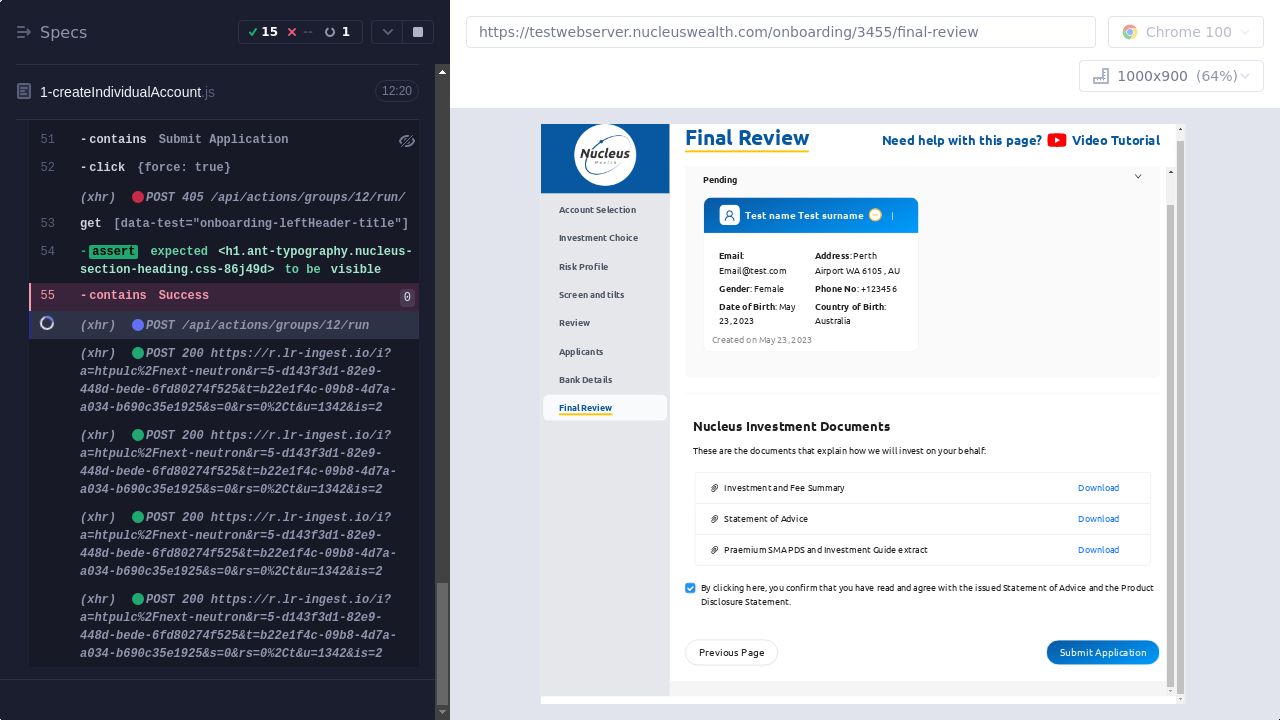 Specs
15
--
1
1-createIndividualAccount.js
12:20
51 -contains Submit Application
52 -click {force: true}
(xhr) POST 405 /api/actions/groups/12/run/
53 get [data-test="onboarding-leftHeader-title"]
54 -assert expected <h1.ant-typography.nucleus-
section-heading.css-86j49d> to be visible
55 -contains Success 0
(xhr) POST /api/actions/groups/12/run
(xhr) POST 200 https://r.lr-ingest.io/i?
a=htpulc%2Fnext-neutron&r=5-d143f3d1-82e9-
448d-bede-6fd80274f525&t=b22e1f4c-09b8-4d7a-
a034-b690c35e1925&s=0&rs=0%2Ct&u=1342&is=2
(xhr) POST 200 https://r.lr-ingest.io/i?
a=htpulc%2Fnext-neutron&r=5-d143f3d1-82e9-
448d-bede-6fd80274f525&t=b22e1f4c-09b8-4d7a-
a034-b690c35e1925&s=0&rs=0%2Ct&u=1342&is=2
(xhr) POST 200 https://r.lr-ingest.io/i?
a=htpulc%2Fnext-neutron&r=5-d143f3d1-82e9-
448d-bede-6fd80274f525&t=b22e1f4c-09b8-4d7a-
a034-b690c35e1925&s=0&rs=0%2Ct&u=1342&is=2
(xhr) POST 200 https://r.lr-ingest.io/i?
a=htpulc%2Fnext-neutron&r=5-d143f3d1-82e9-
448d-bede-6fd80274f525&t=b22e1f4c-09b8-4d7a-
a034-b690c35e1925&s=0&rs=0%2Ct&u=1342&is=2
https://testwebserver.nucleuswealth.com/onboarding/3455/final-review
Chrome 100
1000x900 (64%)
Nucleus
Wealth
Account Selection
Investment Choice
Risk Profile
Screen and tilts
Review
Applicants
Bank Details
Final Review
Final Review
Need help with this page? Video Tutorial
Pending
Test name Test surname |
Email:
Email@test.com
Gender: Female
Date of Birth: May
23, 2023
Address: Perth
Airport WA 6105 , AU
Phone No: +123456
Country of Birth:
Australia
Created on May 23, 2023
Nucleus Investment Documents
These are the documents that explain how we will invest on your behalf:
Investment and Fee Summary Download
Statement of Advice Download
Praemium SMA PDS and Investment Guide extract Download
By clicking here, you confirm that you have read and agree with the issued Statement of Advice and the Product
Disclosure Statement.
Previous Page
Submit Application